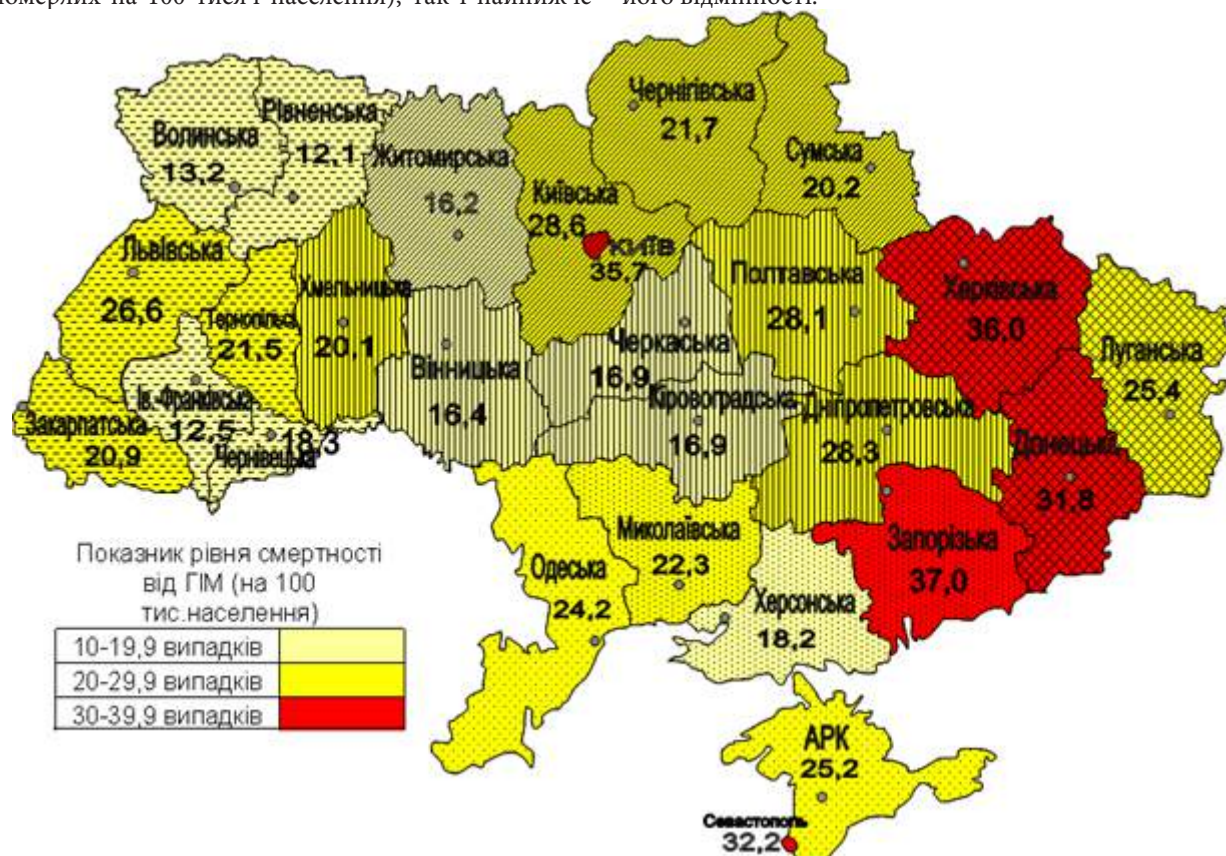 померлих на 100 тисяч населення), так і найнижче – його відмінності.
Чернігівська
21,7
Рівненська
12,1
Волинська
13,2
Житомирська
16,2
Сумська
20,2
Київська
28,6
КИЇВ
35,7
Львівська
26,6
Хмельницька
20,1
Тернопільс
21,5
Полтавська
28,1
Харківська
36,0
Луганська
25,4
Черкаська
16,9
Вінницька
16,4
Ів.-Франківська
12,5
Закарпатська
20,9
Чернівецька
18,3
Кіровоградська
16,9
Дніпропетровська
28,3
Донецька
31,8
Запорізька
37,0
Миколаївська
22,3
Одеська
24,2
Херсонська
18,2
АРК
25,2
Севастополь
32,2
Показник рівня смертності
від ГІМ (на 100
тис.населення)
10-19,9 випадків
20-29,9 випадків
30-39,9 випадків